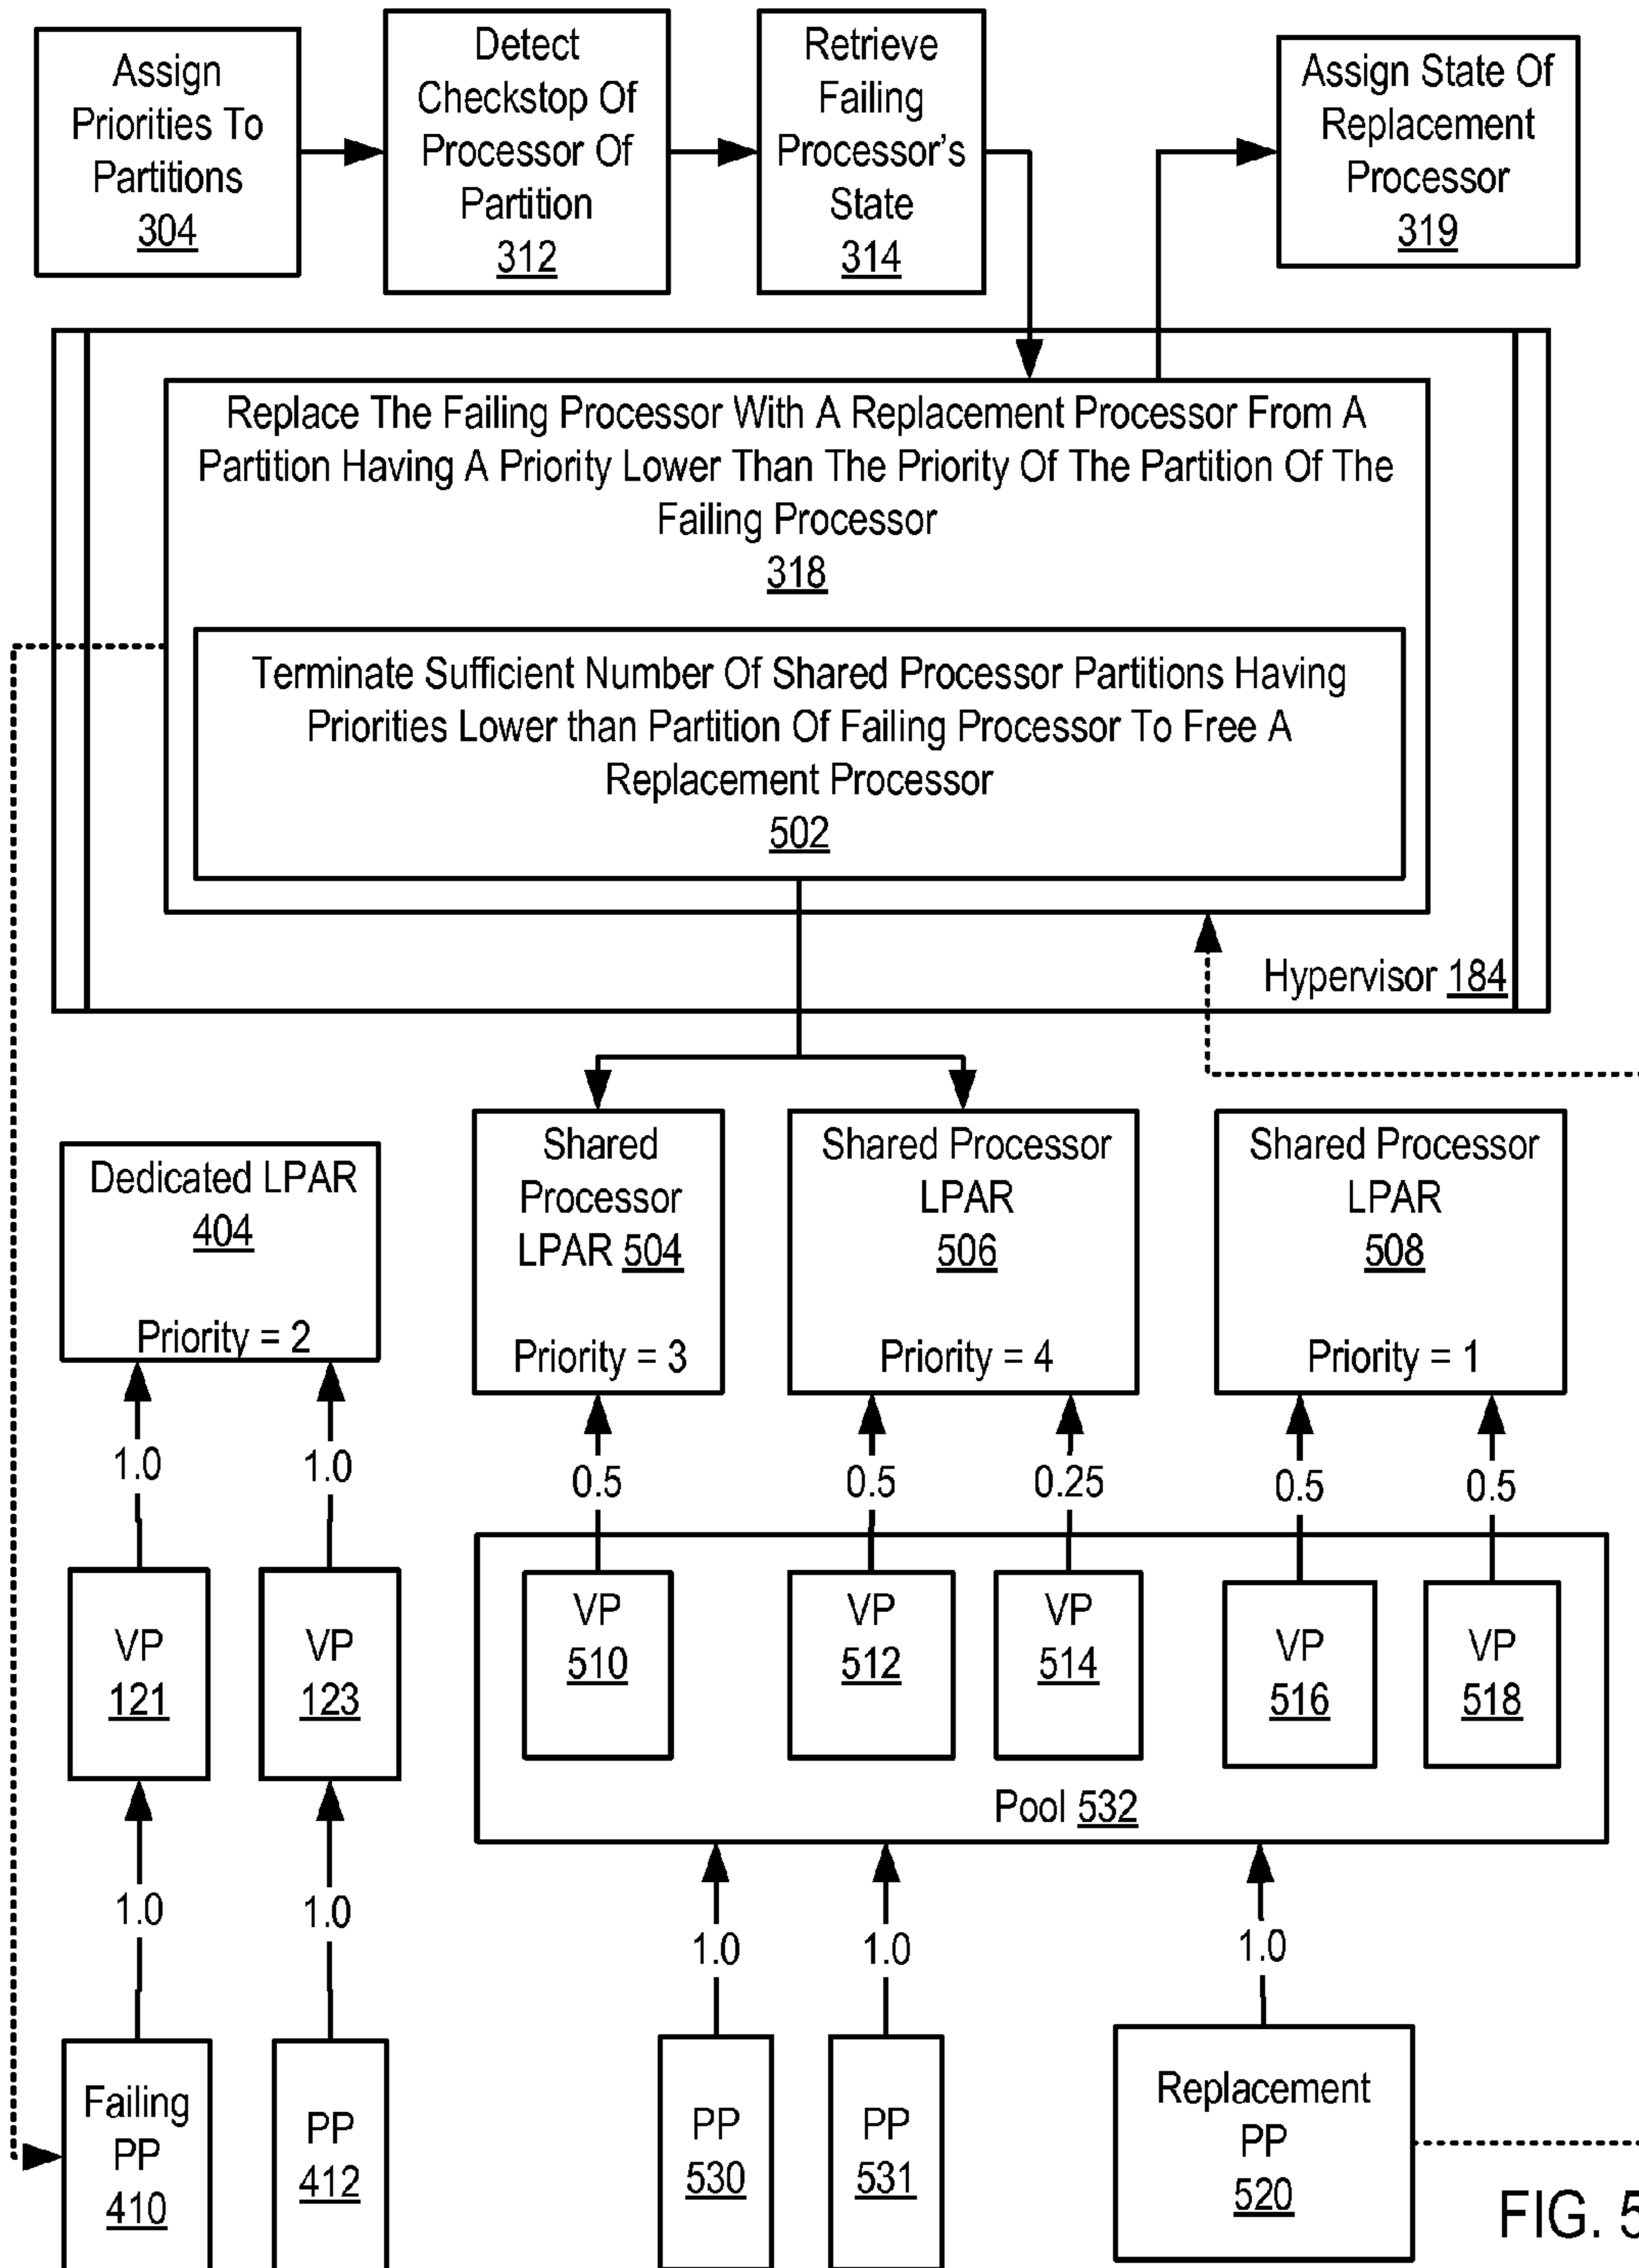 Assign
Priorities To
Partitions
304
Detect
Checkstop Of
Processor Of
Partition
312
Retrieve
Failing
Processor's
State
314
Assign State Of
Replacement
Processor
319
Replace The Failing Processor With A Replacement Processor From A
Partition Having A Priority Lower Than The Priority Of The Partition Of The
Failing Processor
318
Terminate Sufficient Number Of Shared Processor Partitions Having
Priorities Lower than Partition Of Failing Processor To Free A
Replacement Processor
502
Hypervisor 184
Dedicated LPAR
404
Priority = 2
Shared
Processor
LPAR 504
Priority = 3
Shared Processor
LPAR
506
Priority = 4
Shared Processor
LPAR
508
Priority = 1
1.0
1.0
0.5
0.5
0.25
0.5
0.5
VP
121
VP
123
VP
510
VP
512
VP
514
VP
516
VP
518
Pool 532
1.0
1.0
1.0
1.0
1.0
Failing
PP
410
PP
412
PP
530
PP
531
Replacement
PP
520
FIG. 5